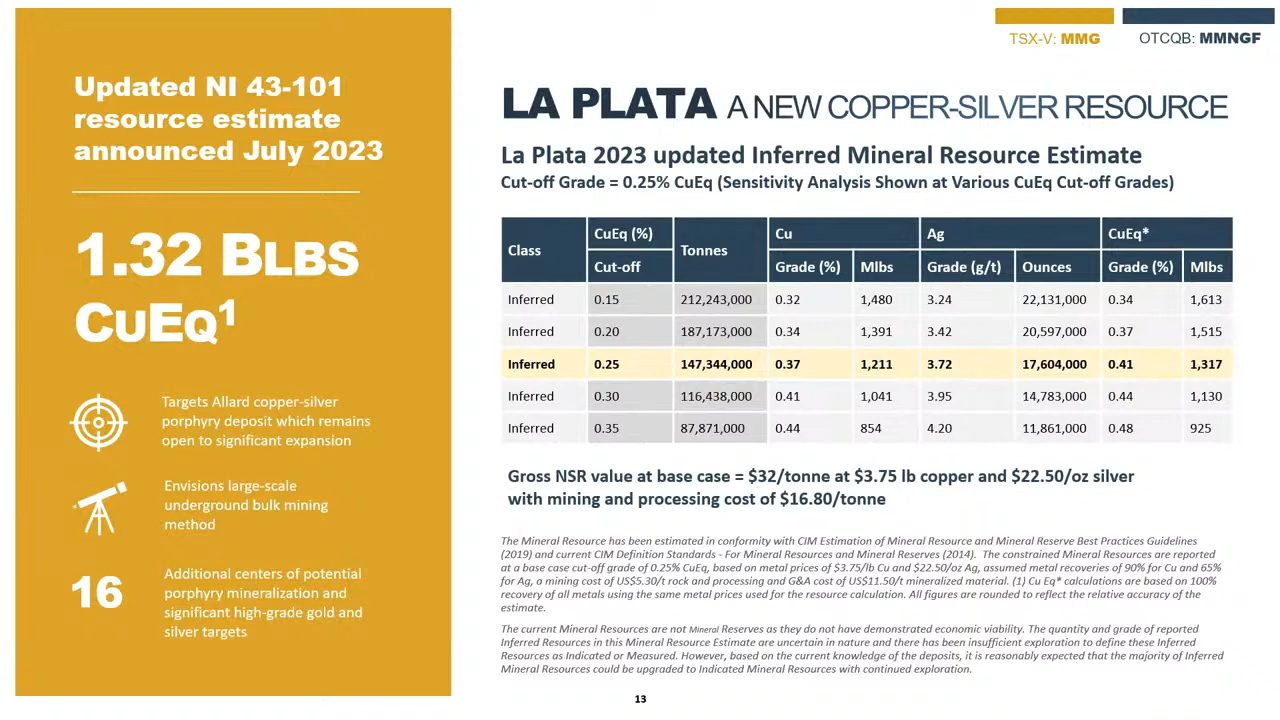 TSX-V: MMG
OTCQB: MMNGF
Updated NI 43-101
resource estimate
announced July 2023
1.32 BLBS
CUEQ1
Targets Allard copper-silver
porphyry deposit which remains
open to significant expansion
Envisions large-scale
underground bulk mining
method
16
Additional centers of potential
porphyry mineralization and
significant high-grade gold and
silver targets
LA PLATA A NEW COPPER-SILVER RESOURCE
La Plata 2023 updated Inferred Mineral Resource Estimate
Cut-off Grade = 0.25% CuEq (Sensitivity Analysis Shown at Various CuEq Cut-off Grades)
Class CuEq (%) Tonnes Cu Ag CuEq*
Cut-off Grade (%) Mlbs Grade (g/t) Ounces Grade (%) Mlbs
Inferred 0.15 212,243,000 0.32 1,480 3.24 22,131,000 0.34 1,613
Inferred 0.20 187,173,000 0.34 1,391 3.42 20,597,000 0.37 1,515
Inferred 0.25 147,344,000 0.37 1,211 3.72 17,604,000 0.41 1,317
Inferred 0.30 116,438,000 0.41 1,041 3.95 14,783,000 0.44 1,130
Inferred 0.35 87,871,000 0.44 854 4.20 11,861,000 0.48 925
Gross NSR value at base case = $32/tonne at $3.75 lb copper and $22.50/oz silver
with mining and processing cost of $16.80/tonne
The Mineral Resource has been estimated in conformity with CIM Estimation of Mineral Resource and Mineral Reserve Best Practices Guidelines
(2019) and current CIM Definition Standards - For Mineral Resources and Mineral Reserves (2014). The constrained Mineral Resources are reported
at a base case cut-off grade of 0.25% CuEq, based on metal prices of $3.75/lb Cu and $22.50/oz Ag, assumed metal recoveries of 90% for Cu and 65%
for Ag, a mining cost of US$5.30/t rock and processing and G&A cost of US$11.50/t mineralized material. (1) Cu Eq* calculations are based on 100%
recovery of all metals using the same metal prices used for the resource calculation. All figures are rounded to reflect the relative accuracy of the
estimate.
The current Mineral Resources are not Mineral Reserves as they do not have demonstrated economic viability. The quantity and grade of reported
Inferred Resources in this Mineral Resource Estimate are uncertain in nature and there has been insufficient exploration to define these Inferred
Resources as Indicated or Measured. However, based on the current knowledge of the deposits, it is reasonably expected that the majority of Inferred
Mineral Resources could be upgraded to Indicated Mineral Resources with continued exploration.
13